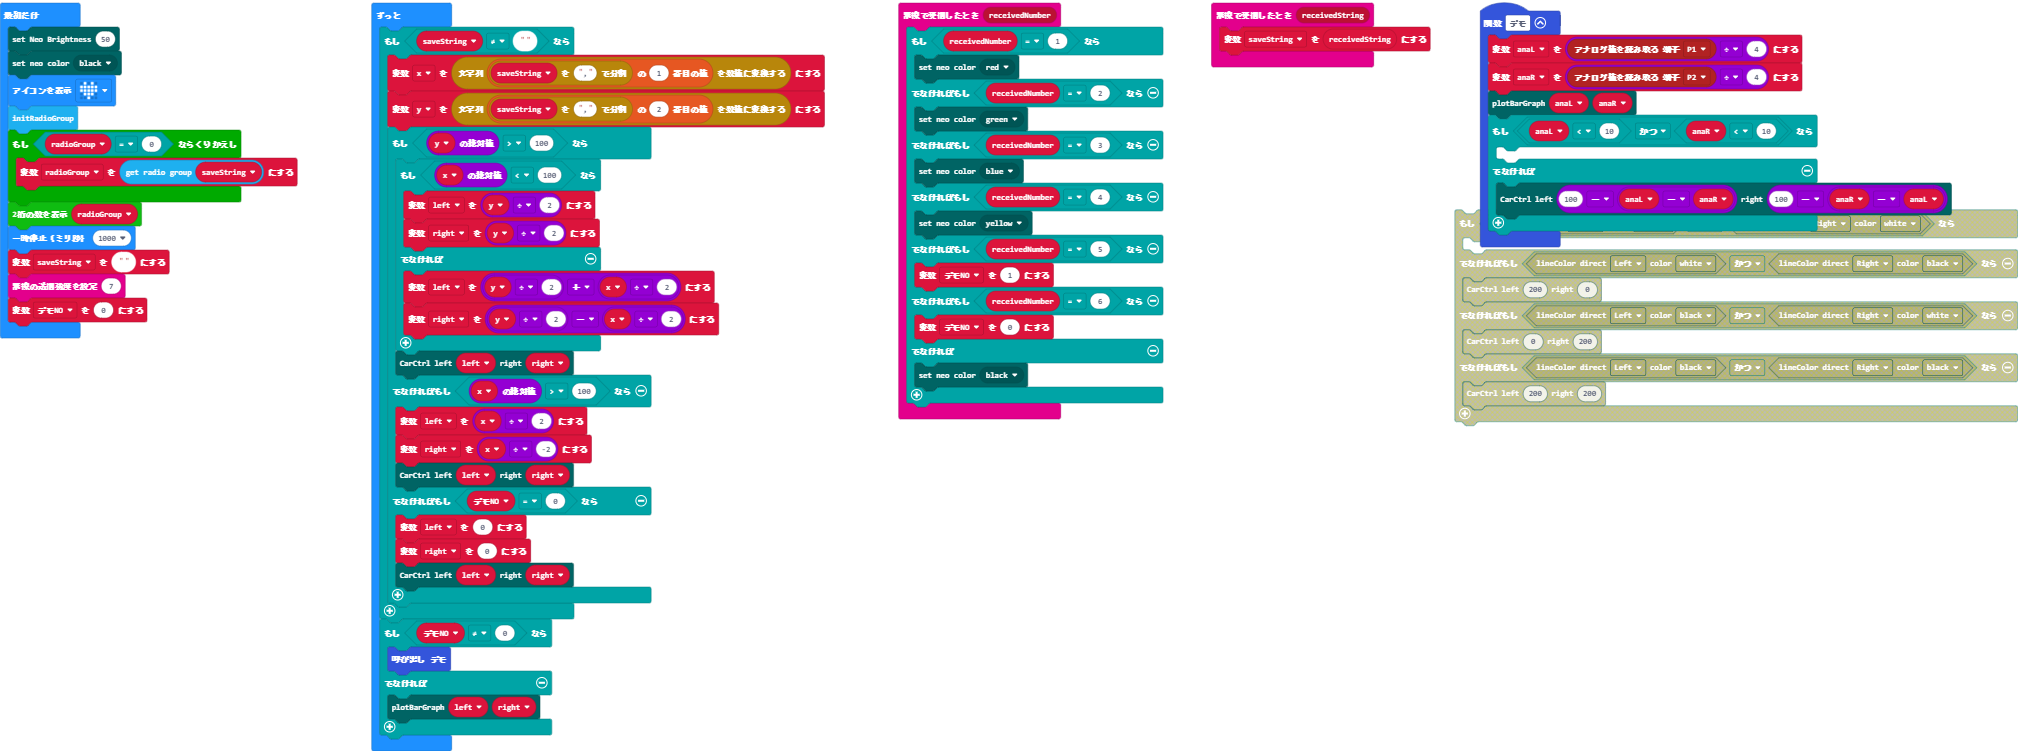 最初だけ
set Neo Brightness 50
set neo color black
アイコンを表示
initRadioGroup
もし radioGroup = 0 ならくりかえし
変数 radioGroup を get radio group saveString にする
2桁の数を表示 radioGroup
一時停止 (ミリ秒) 1000
変数 saveString を "" にする
無線の送信強度を設定 7
変数 デモNO を 0 にする
ずっと
もし saveString ≠ "" なら
変数 x を 文字列 saveString を "," で分割 の 1 番目の値 を数値に変換する にする
変数 y を 文字列 saveString を "," で分割 の 2 番目の値 を数値に変換する にする
もし y の絶対値 > 100 なら
もし x の絶対値 < 100 なら
変数 left を y ÷ 2 にする
変数 right を y ÷ 2 にする
でなければ
変数 left を y ÷ 2 + x ÷ 2 にする
変数 right を y ÷ 2 - x ÷ 2 にする
CarCtrl left left right right
でなければもし x の絶対値 > 100 なら
変数 left を x ÷ 2 にする
変数 right を x ÷ -2 にする
CarCtrl left left right right
でなければもし デモNO = 0 なら
変数 left を 0 にする
変数 right を 0 にする
CarCtrl left left right right
もし デモNO ≠ 0 なら
呼び出し デモ
でなければ
plotBarGraph left right
無線で受信したとき receivedNumber
もし receivedNumber = 1 なら
set neo color red
でなければもし receivedNumber = 2 なら
set neo color green
でなければもし receivedNumber = 3 なら
set neo color blue
でなければもし receivedNumber = 4 なら
set neo color yellow
でなければもし receivedNumber = 5 なら
変数 デモNO を 1 にする
でなければもし receivedNumber = 6 なら
変数 デモNO を 0 にする
でなければ
set neo color black
無線で受信したとき receivedString
変数 saveString を receivedString にする
関数 デモ
変数 anaL を アナログ値を読み取る 端子 P1 ÷ 4 にする
変数 anaR を アナログ値を読み取る 端子 P2 ÷ 4 にする
plotBarGraph anaL anaR
もし anaL < 10 かつ anaR < 10 なら
でなければ
CarCtrl left 100 - anaL - anaR right 100 - anaR - anaL
もし right color white なら
でなければもし lineColor direct Left color white かつ lineColor direct Right color black なら
CarCtrl left 200 right 0
でなければもし lineColor direct Left color black かつ lineColor direct Right color white なら
CarCtrl left 0 right 200
でなければもし lineColor direct Left color black かつ lineColor direct Right color black なら
CarCtrl left 200 right 200